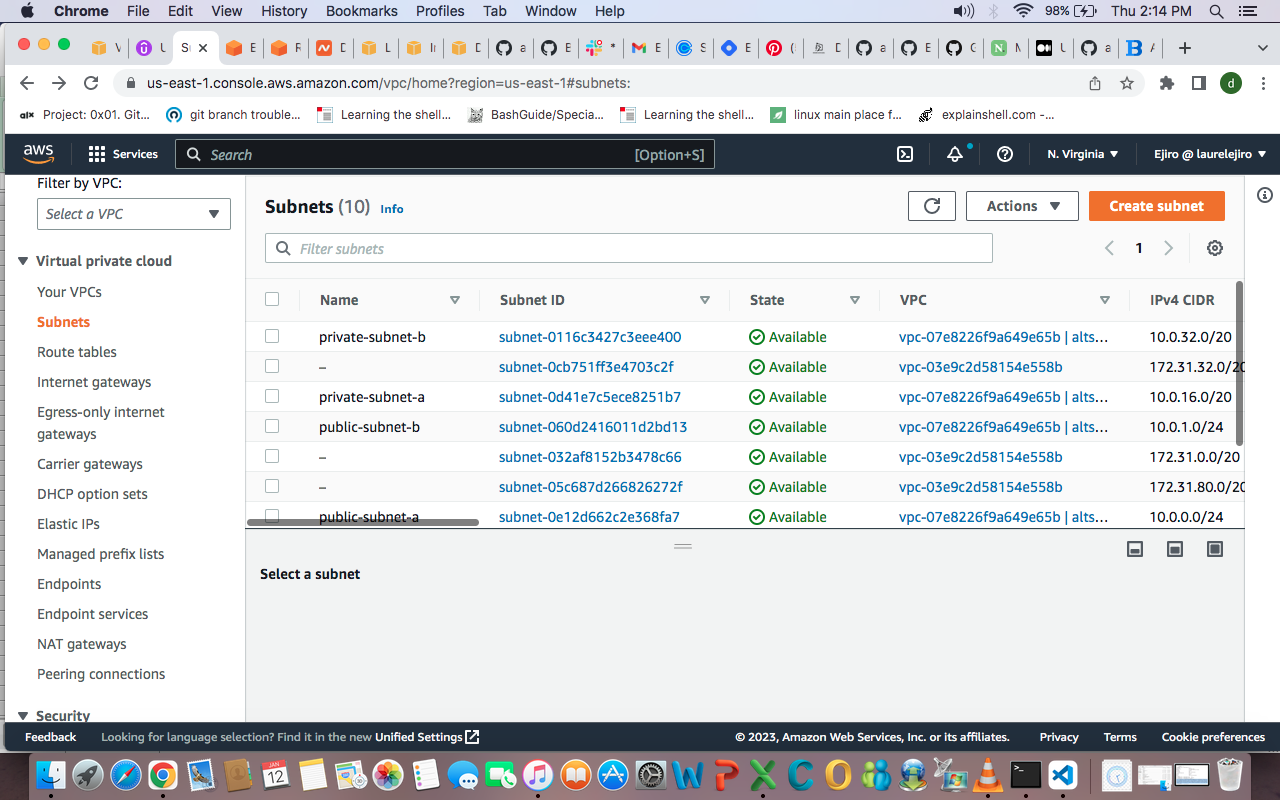 Chrome File Edit View History Bookmarks Profiles Tab Window Help 98% Thu 2:14 PM
us-east-1.console.aws.amazon.com/vpc/home?region=us-east-1#subnets: d
Project: 0x01. Git... git branch trouble... Learning the shell... BashGuide/Specia... Learning the shell... linux main place f... explainshell.com -...
aws Services Search [Option+S] N. Virginia Ejiro @ laurelejiro
Filter by VPC:
Select a VPC
Virtual private cloud
Your VPCs
Subnets
Route tables
Internet gateways
Egress-only internet
gateways
Carrier gateways
DHCP option sets
Elastic IPs
Managed prefix lists
Endpoints
Endpoint services
NAT gateways
Peering connections
Security
Subnets (10) Info Actions Create subnet
Filter subnets 1
Name Subnet ID State VPC IPv4 CIDR
private-subnet-b subnet-0116c3427c3eee400 Available vpc-07e8226f9a649e65b | alts... 10.0.32.0/20
– subnet-0cb751ff3e4703c2f Available vpc-03e9c2d58154e558b 172.31.32.0/20
private-subnet-a subnet-0d41e7c5ece8251b7 Available vpc-07e8226f9a649e65b | alts... 10.0.16.0/20
public-subnet-b subnet-060d2416011d2bd13 Available vpc-07e8226f9a649e65b | alts... 10.0.1.0/24
– subnet-032af8152b3478c66 Available vpc-03e9c2d58154e558b 172.31.0.0/20
– subnet-05c687d266826272f Available vpc-03e9c2d58154e558b 172.31.80.0/20
public-subnet-a subnet-0e12d662c2e368fa7 Available vpc-07e8226f9a649e65b | alts... 10.0.0.0/24
Select a subnet
Feedback Looking for language selection? Find it in the new Unified Settings © 2023, Amazon Web Services, Inc. or its affiliates. Privacy Terms Cookie preferences
JAN
12